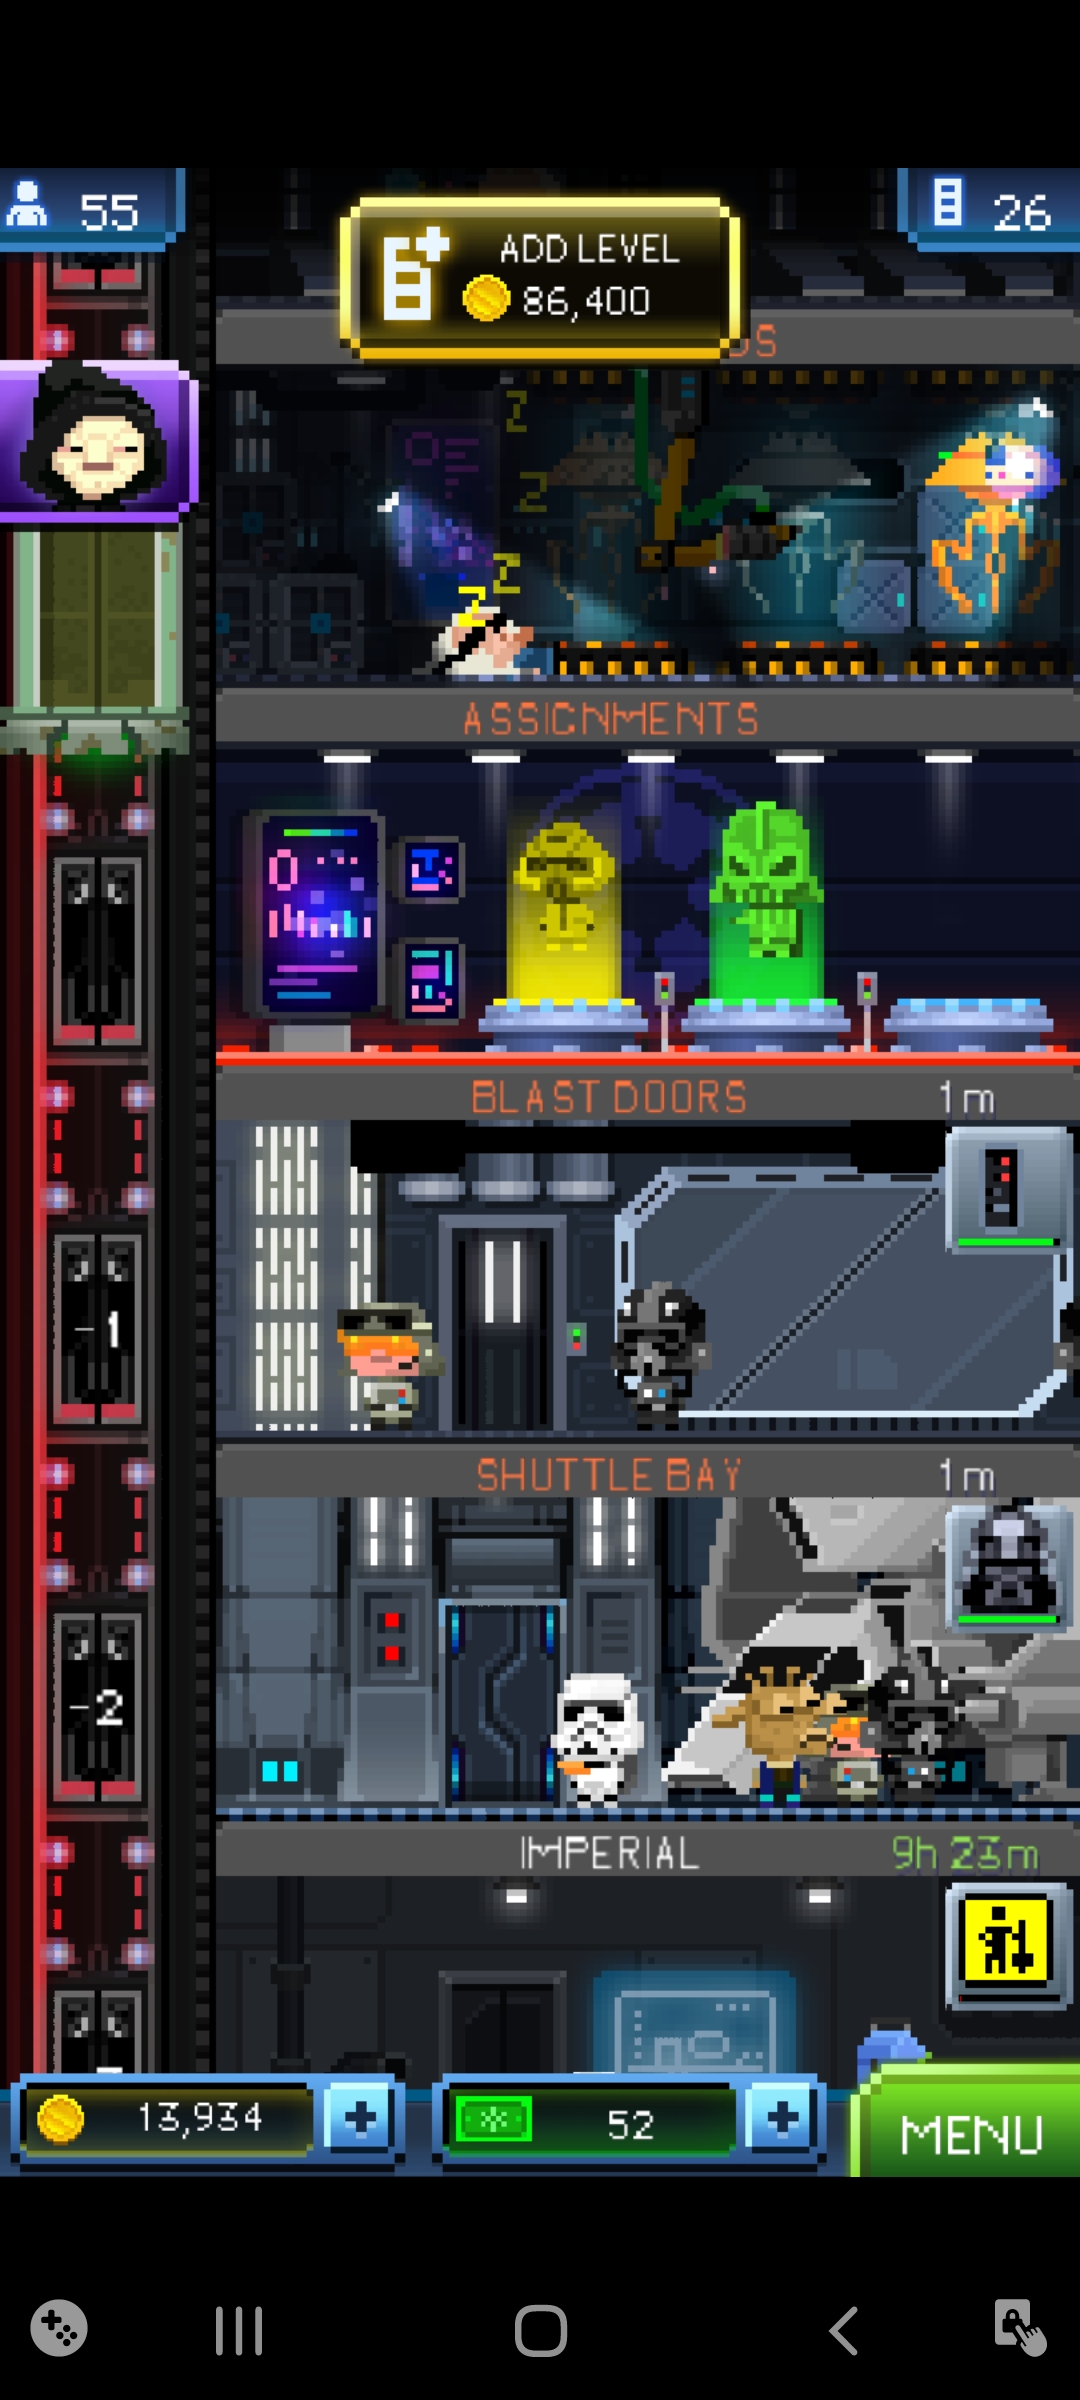 55
ADD LEVEL
86,400
26
DS
Z
Z
Z
Z
ASSIGNMENTS
BLAST DOORS 1m
-1
SHUTTLE BAY 1m
-2
IMPERIAL 9h 23m
13,934
52
MENU